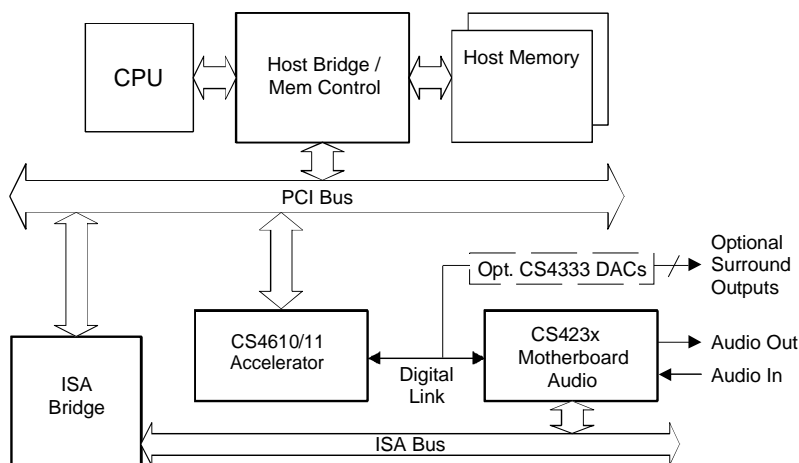 CPU
Host Bridge /
Mem Control
Host Memory
PCI Bus
Opt. CS4333 DACs
Optional
Surround
Outputs
CS4610/11
Accelerator
CS423x
Motherboard
Audio
Audio Out
Audio In
Digital
Link
ISA
Bridge
ISA Bus